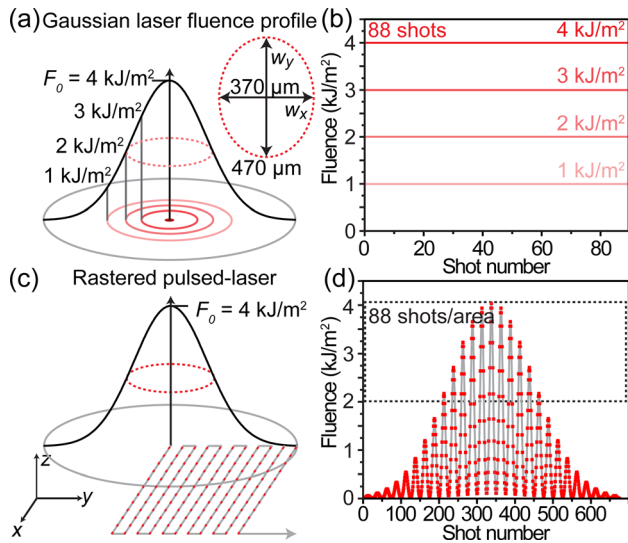 (a) Gaussian laser fluence profile
F0 = 4 kJ/m²
3 kJ/m²
2 kJ/m²
1 kJ/m²
wy
370 µm
wx
470 µm
(b)
88 shots 4 kJ/m²
3 kJ/m²
2 kJ/m²
1 kJ/m²
Fluence (kJ/m²)
4
3
2
1
0
0 20 40 60 80
Shot number
(c) Rastered pulsed-laser
F0 = 4 kJ/m²
z
y
x
(d)
88 shots/area
Fluence (kJ/m²)
4
3
2
1
0
0 100 200 300 400 500 600
Shot number